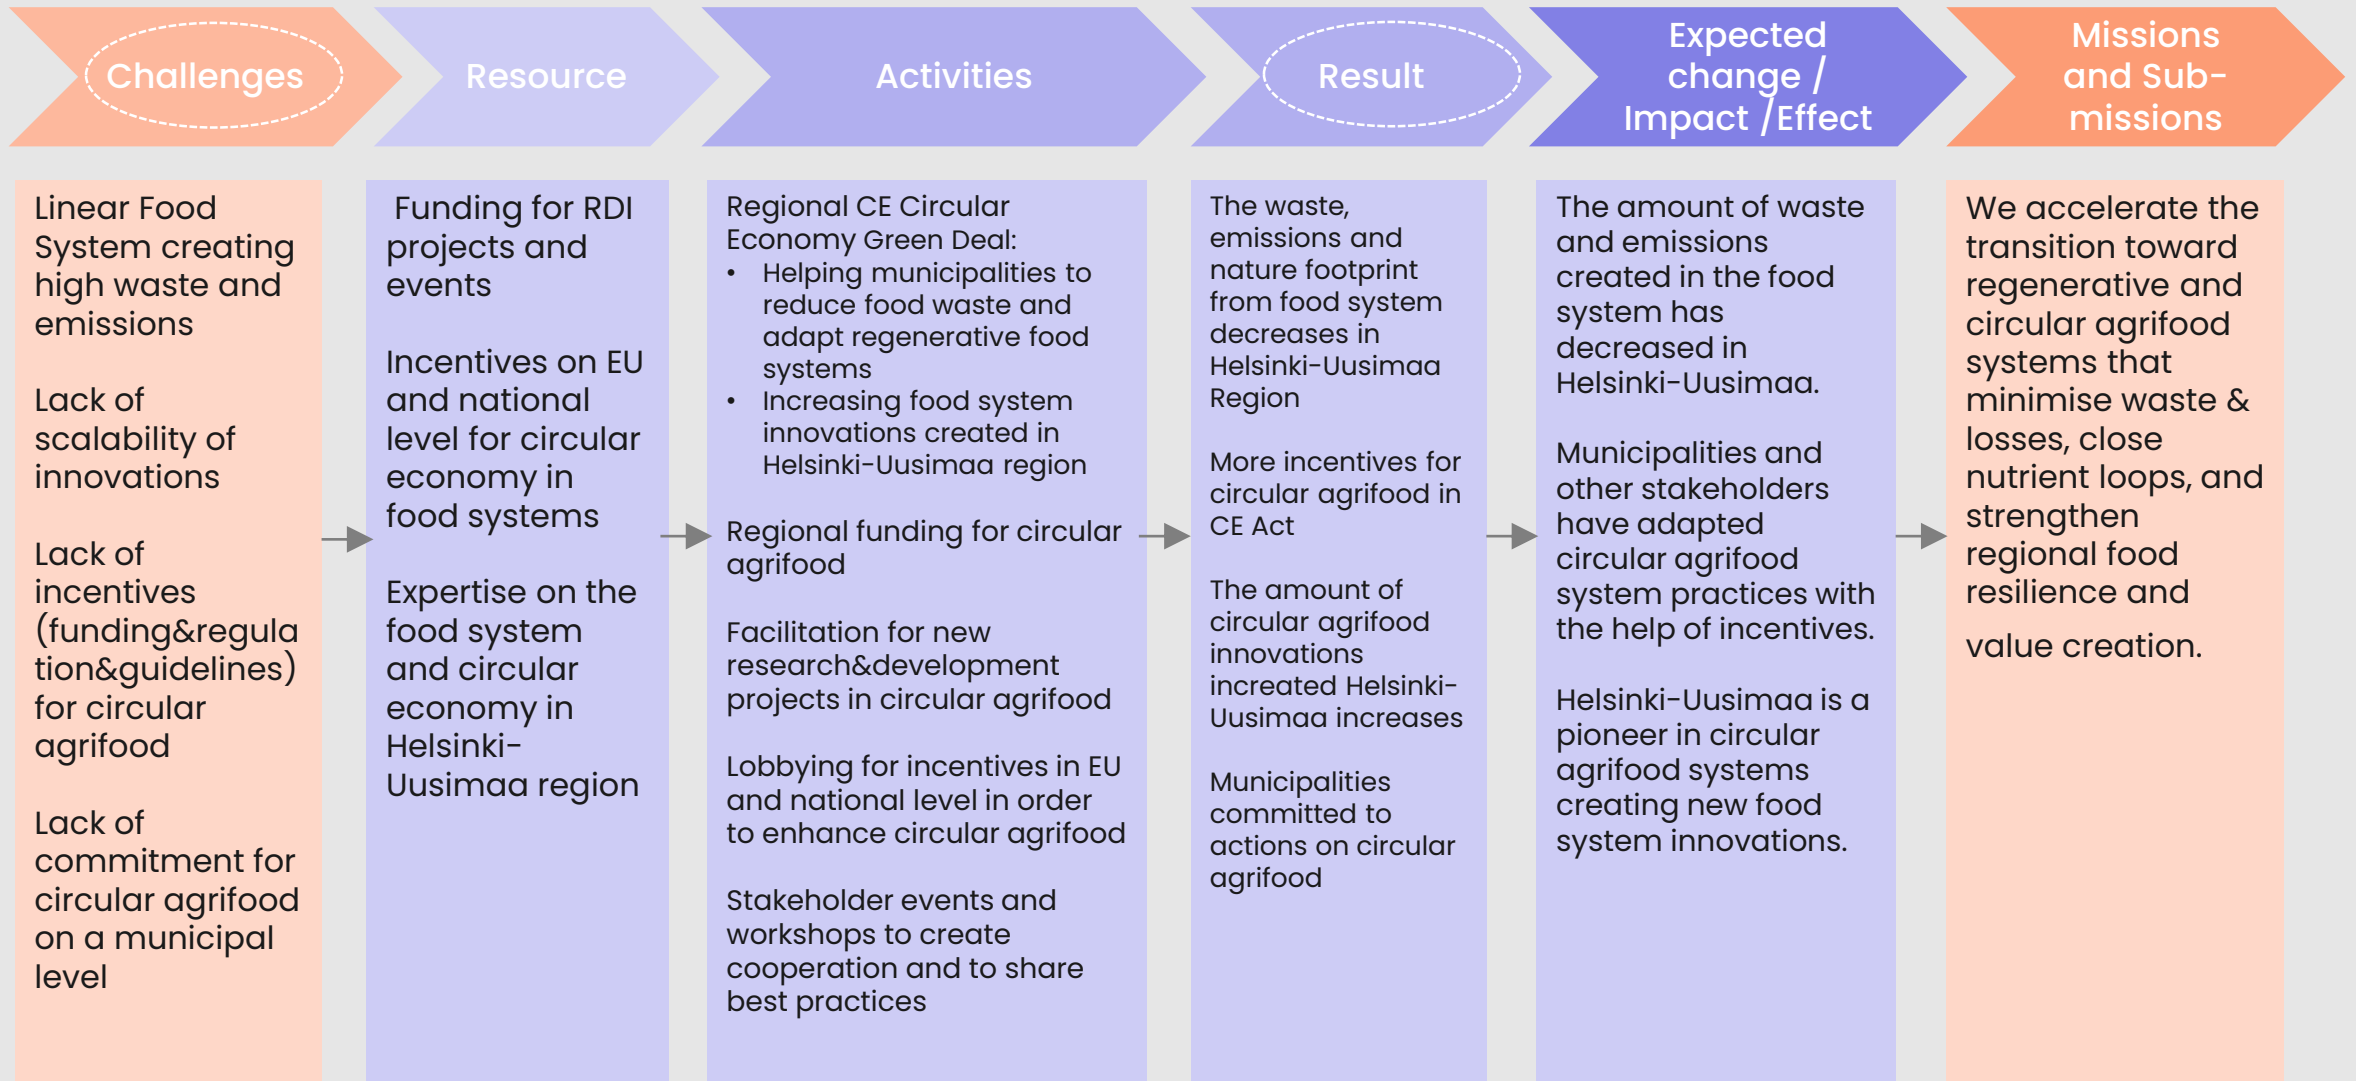 Challenges
Resource
Activities
Result
Expected
change /
Impact /Effect
Missions
and Sub-
missions
Linear Food
System creating
high waste and
emissions
Lack of
scalability of
innovations
Lack of
incentives
(funding&regula
tion&guidelines)
for circular
agrifood
Lack of
commitment for
circular agrifood
on a municipal
level
Funding for RDI
projects and
events
Incentives on EU
and national
level for circular
economy in
food systems
Expertise on the
food system
and circular
economy in
Helsinki-
Uusimaa region
Regional CE Circular
Economy Green Deal:
• Helping municipalities to
reduce food waste and
adapt regenerative food
systems
• Increasing food system
innovations created in
Helsinki-Uusimaa region
Regional funding for circular
agrifood
Facilitation for new
research&development
projects in circular agrifood
Lobbying for incentives in EU
and national level in order
to enhance circular agrifood
Stakeholder events and
workshops to create
cooperation and to share
best practices
The waste,
emissions and
nature footprint
from food system
decreases in
Helsinki-Uusimaa
Region
More incentives for
circular agrifood in
CE Act
The amount of
circular agrifood
innovations
increated Helsinki-
Uusimaa increases
Municipalities
committed to
actions on circular
agrifood
The amount of waste
and emissions
created in the food
system has
decreased in
Helsinki-Uusimaa.
Municipalities and
other stakeholders
have adapted
circular agrifood
system practices with
the help of incentives.
Helsinki-Uusimaa is a
pioneer in circular
agrifood systems
creating new food
system innovations.
We accelerate the
transition toward
regenerative and
circular agrifood
systems that
minimise waste &
losses, close
nutrient loops, and
strengthen
regional food
resilience and
value creation.